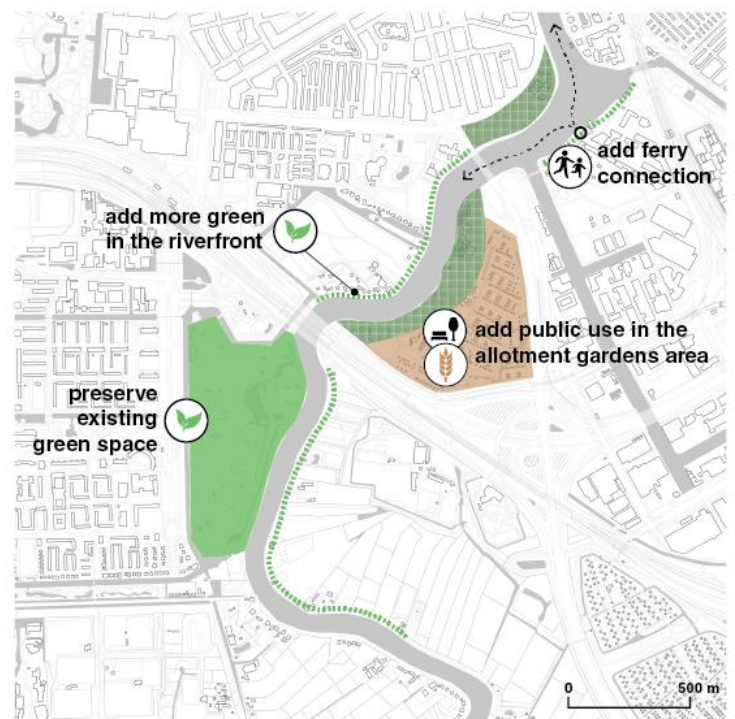 add ferry
connection
add more green
in the riverfront
add public use in the
allotment gardens area
preserve
existing
green space
0 500 m